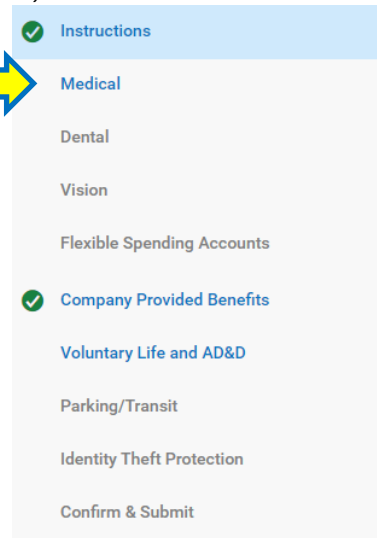 Instructions
Medical
Dental
Vision
Flexible Spending Accounts
Company Provided Benefits
Voluntary Life and AD&D
Parking/Transit
Identity Theft Protection
Confirm & Submit